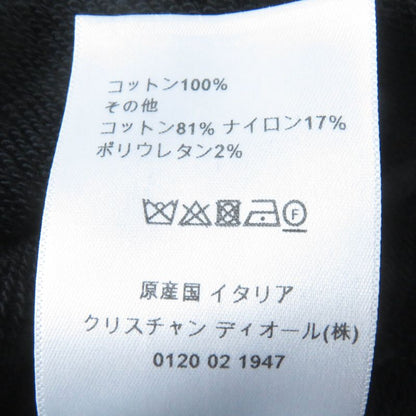 コットン100%
その他
コットン81% ナイロン17%
ポリウレタン2%
F
原産国 イタリア
クリスチャン ディオール(株)
0120 02 1947